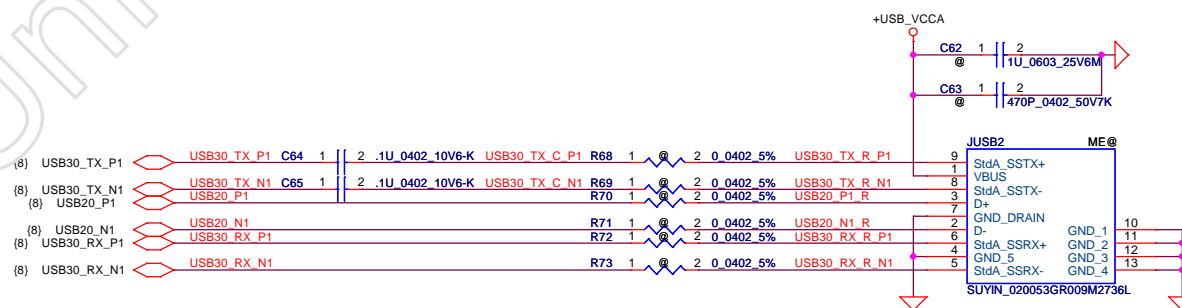 +USB_VCCA
C62 1 2
@ 1U_0603_25V6M
C63 1 2
@ 470P_0402_50V7K
JUSB2 ME@
{8} USB30_TX_P1 USB30_TX_P1 C64 1 2 .1U_0402_10V6-K USB30_TX_C_P1 R68 1 @ 2 0_0402_5% USB30_TX_R_P1 9 StdA_SSTX+
1 VBUS
{8} USB30_TX_N1 USB30_TX_N1 C65 1 2 .1U_0402_10V6-K USB30_TX_C_N1 R69 1 @ 2 0_0402_5% USB30_TX_R_N1 8 StdA_SSTX-
{8} USB20_P1 USB20_P1 R70 1 @ 2 0_0402_5% USB20_P1_R 3 D+
7 GND_DRAIN
{8} USB20_N1 USB20_N1 R71 1 @ 2 0_0402_5% USB20_N1_R 2 D- GND_1 10
{8} USB30_RX_P1 USB30_RX_P1 R72 1 @ 2 0_0402_5% USB30_RX_R_P1 6 StdA_SSRX+ GND_2 11
4 GND_5 GND_3 12
{8} USB30_RX_N1 USB30_RX_N1 R73 1 @ 2 0_0402_5% USB30_RX_R_N1 5 StdA_SSRX- GND_4 13
SUYIN_020053GR009M2736L